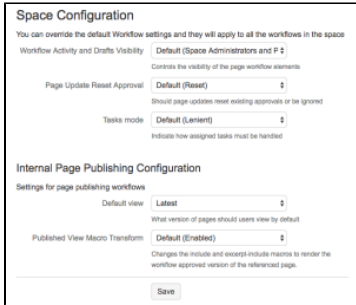 Space Configuration
You can override the default Workflow settings and they will apply to all the workflows in the space
Workflow Activity and Drafts Visibility Default (Space Administrators and P
Controls the visibility of the page workflow elements
Page Update Reset Approval Default (Reset)
Should page updates reset existing approvals or be ignored
Tasks mode Default (Lenient)
Indicate how assigned tasks must be handled
Internal Page Publishing Configuration
Settings for page publishing workflows
Default view Latest
What version of pages should users view by default
Published View Macro Transform Default (Enabled)
Changes the include and excerpt-include macros to render the
workflow approved version of the referenced page.
Save